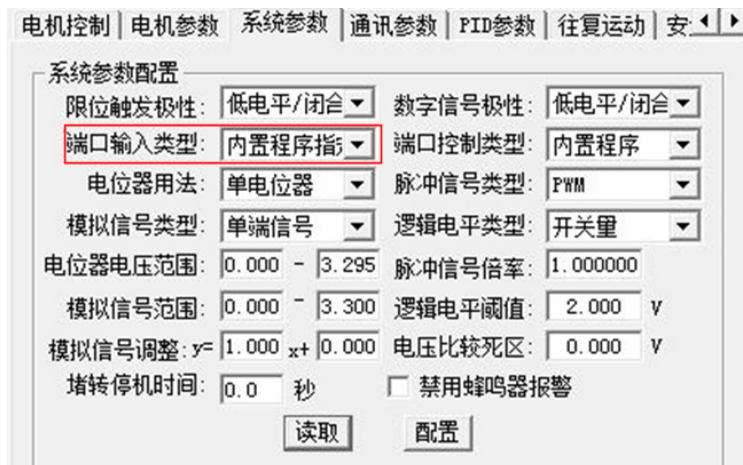 电机控制 电机参数 系统参数 通讯参数 PID参数 往复运动 安
系统参数配置
限位触发极性: 低电平/闭合 数字信号极性: 低电平/闭合
端口输入类型: 内置程序指 端口控制类型: 内置程序
电位器用法: 单电位器 脉冲信号类型: PWM
模拟信号类型: 单端信号 逻辑电平类型: 开关量
电位器电压范围: 0.000 - 3.295 脉冲信号倍率: 1.000000
模拟信号范围: 0.000 - 3.300 逻辑电平阈值: 2.000 V
模拟信号调整: y= 1.000 x+ 0.000 电压比较死区: 0.000 V
堵转停机时间: 0.0 秒 禁用蜂鸣器报警
读取 配置